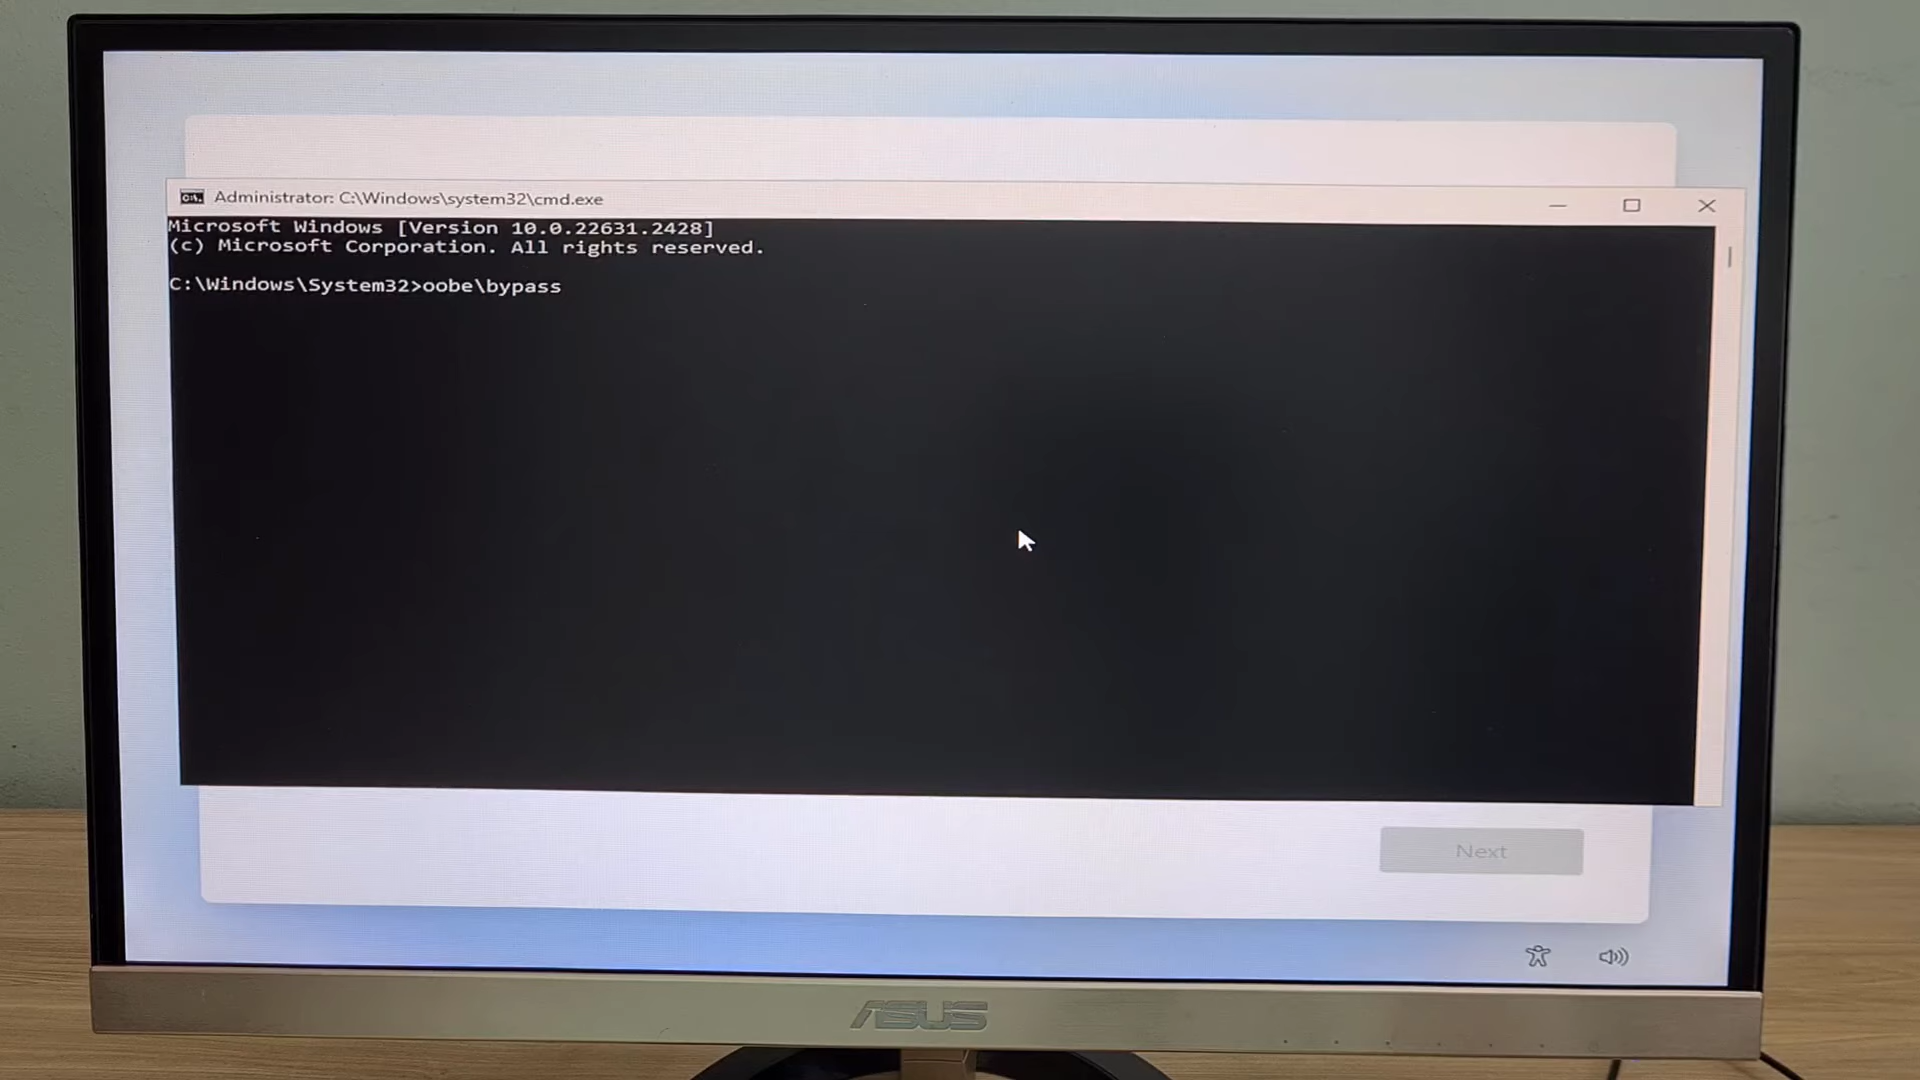 Administrator: C:\Windows\system32\cmd.exe
Microsoft Windows [Version 10.0.22631.2428]
(c) Microsoft Corporation. All rights reserved.
C:\Windows\System32>oobe\bypass
Next
ASUS